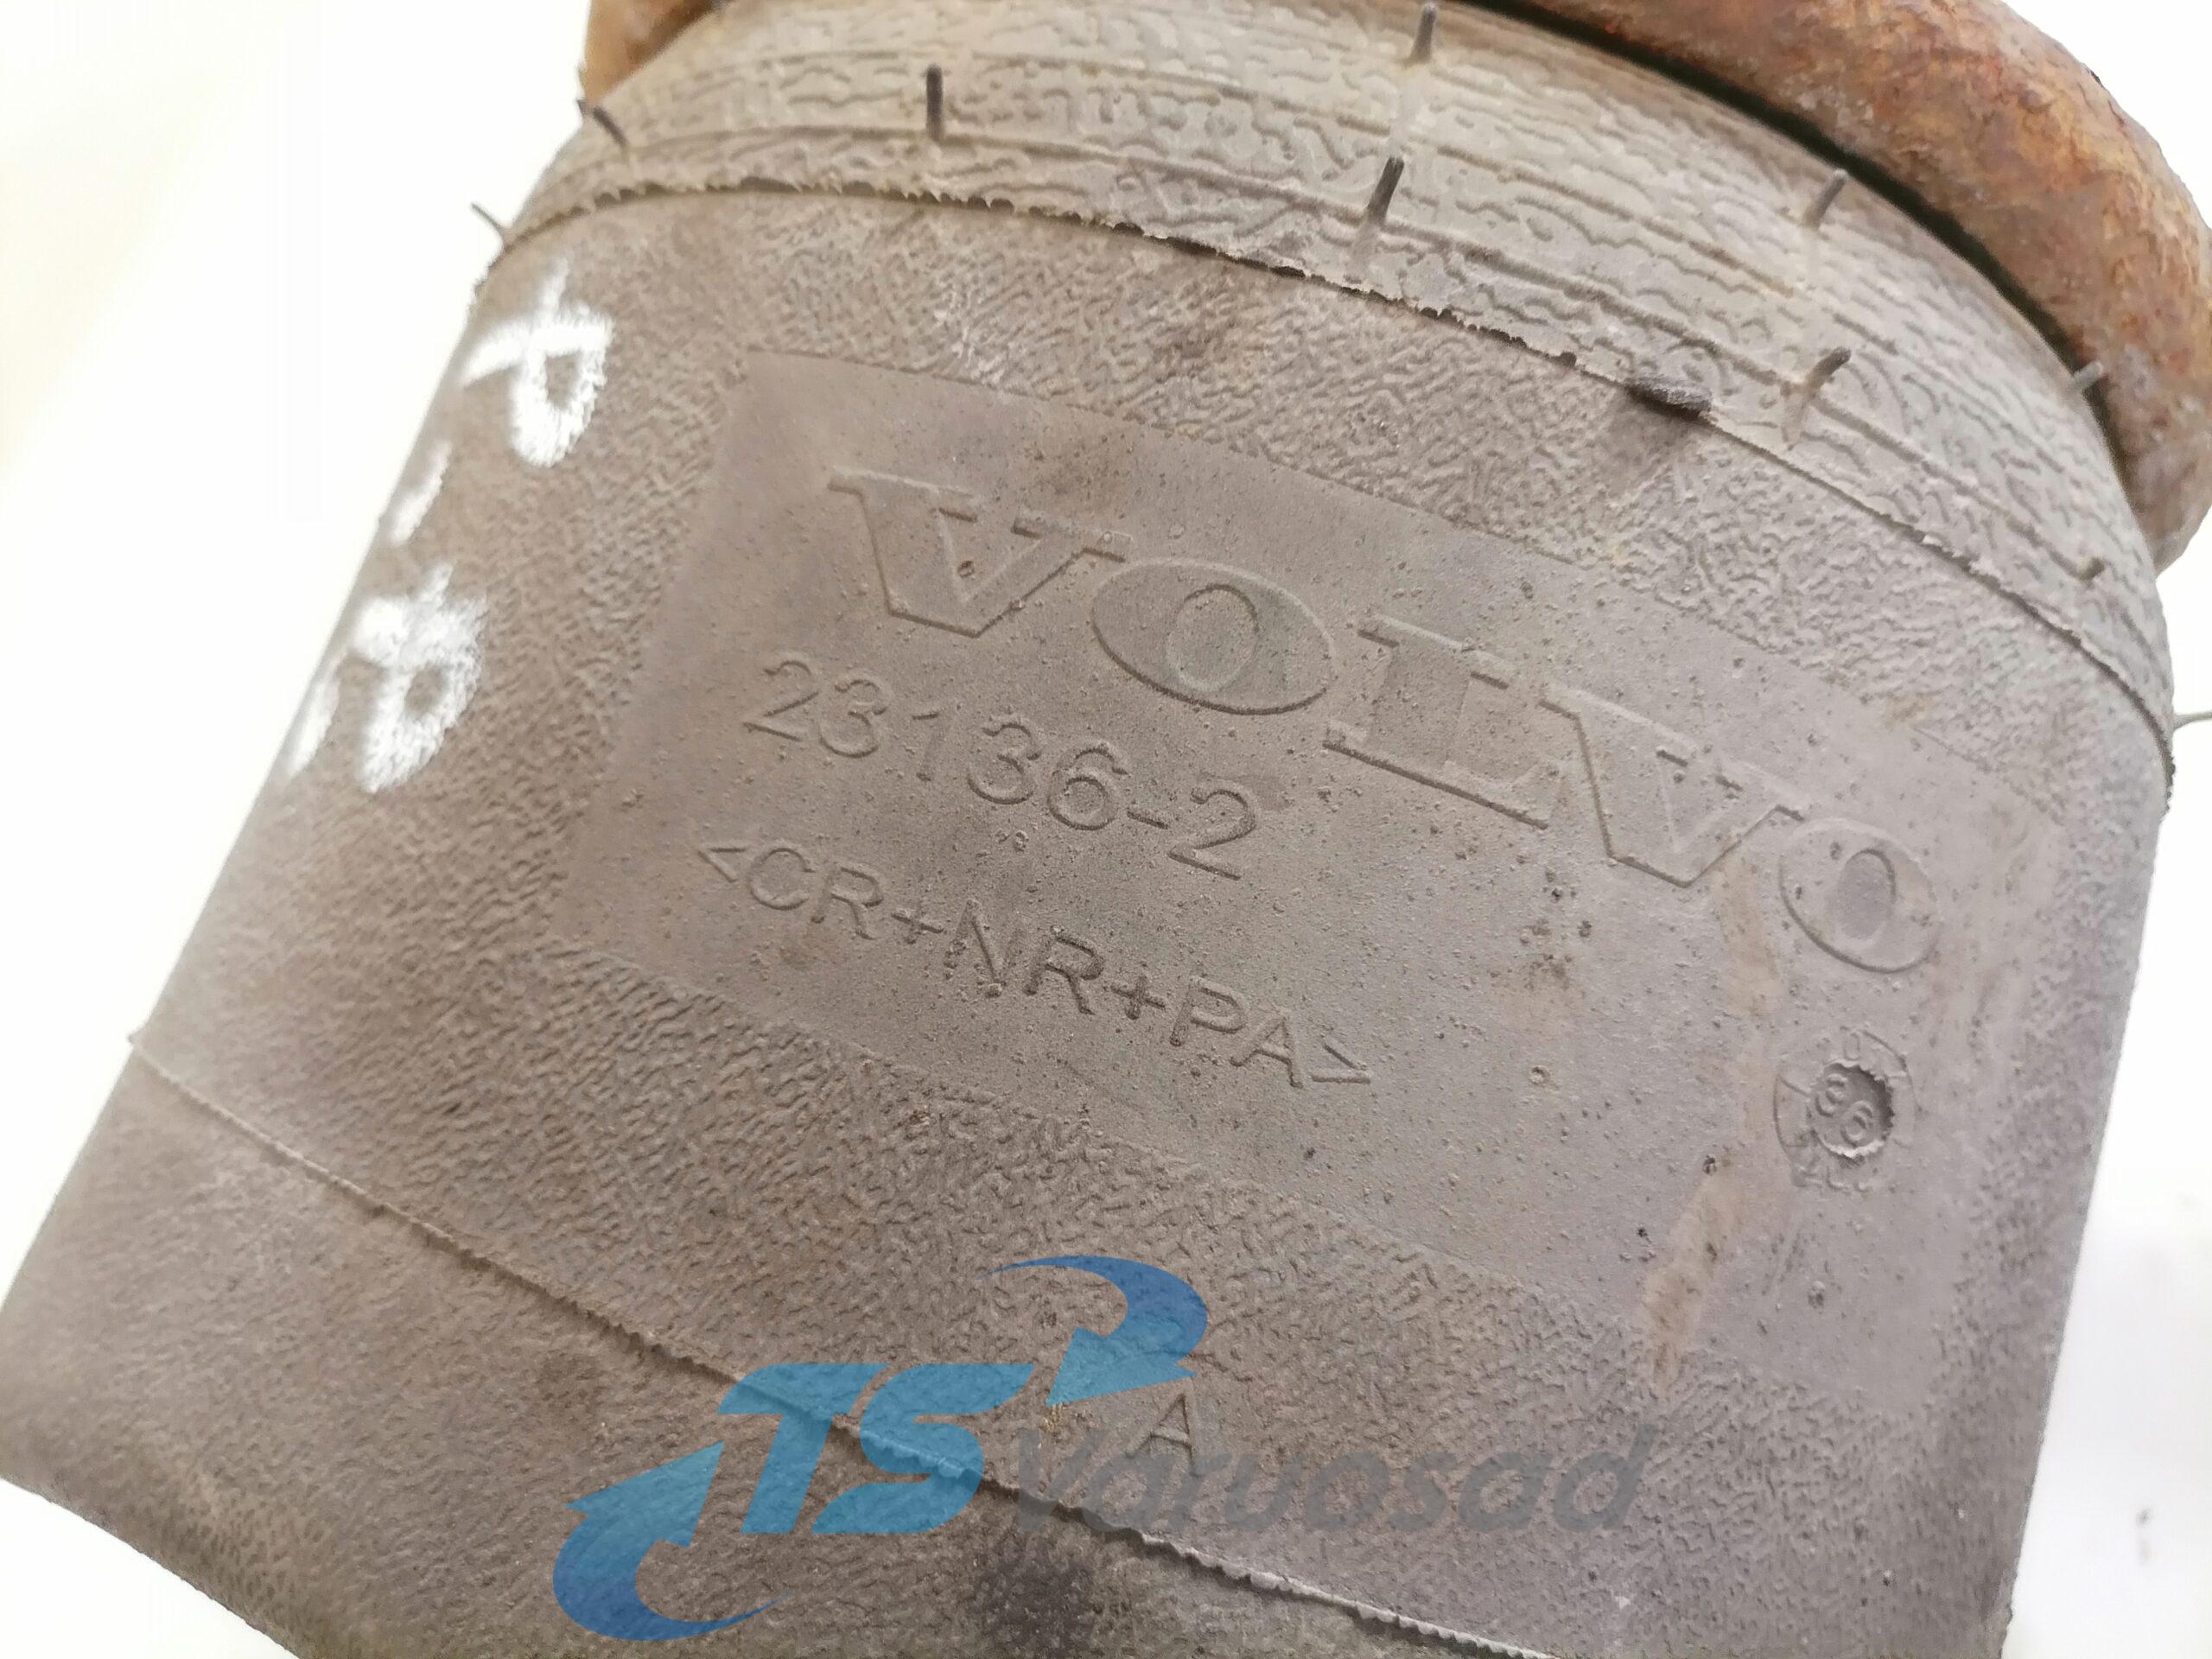 VOLVO
23136-2
<CR+NR+PA>
A
TS Varuosad